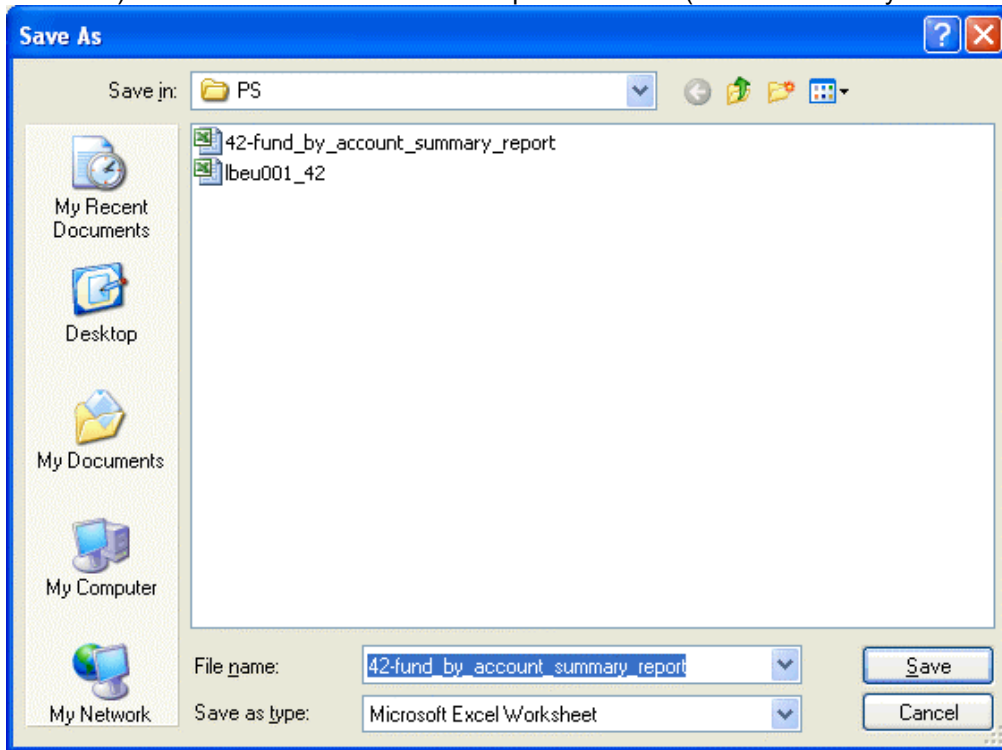 Save As
Save in:
PS
42-fund_by_account_summary_report
lbeu001_42
My Recent
Documents
Desktop
My Documents
My Computer
My Network
File name:
42-fund_by_account_summary_report
Save
Save as type:
Microsoft Excel Worksheet
Cancel